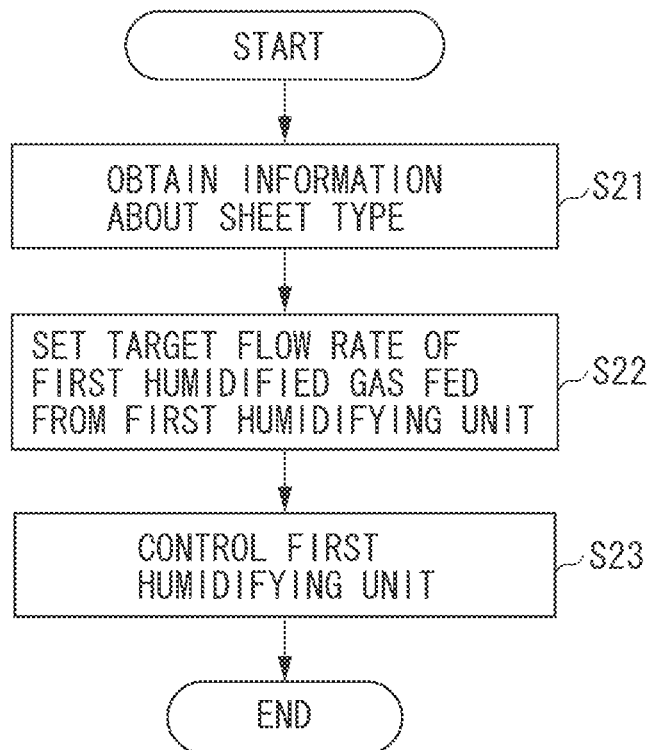 START
OBTAIN INFORMATION
ABOUT SHEET TYPE
S21
SET TARGET FLOW RATE OF
FIRST HUMIDIFIED GAS FED
FROM FIRST HUMIDIFYING UNIT
S22
CONTROL FIRST
HUMIDIFYING UNIT
S23
END